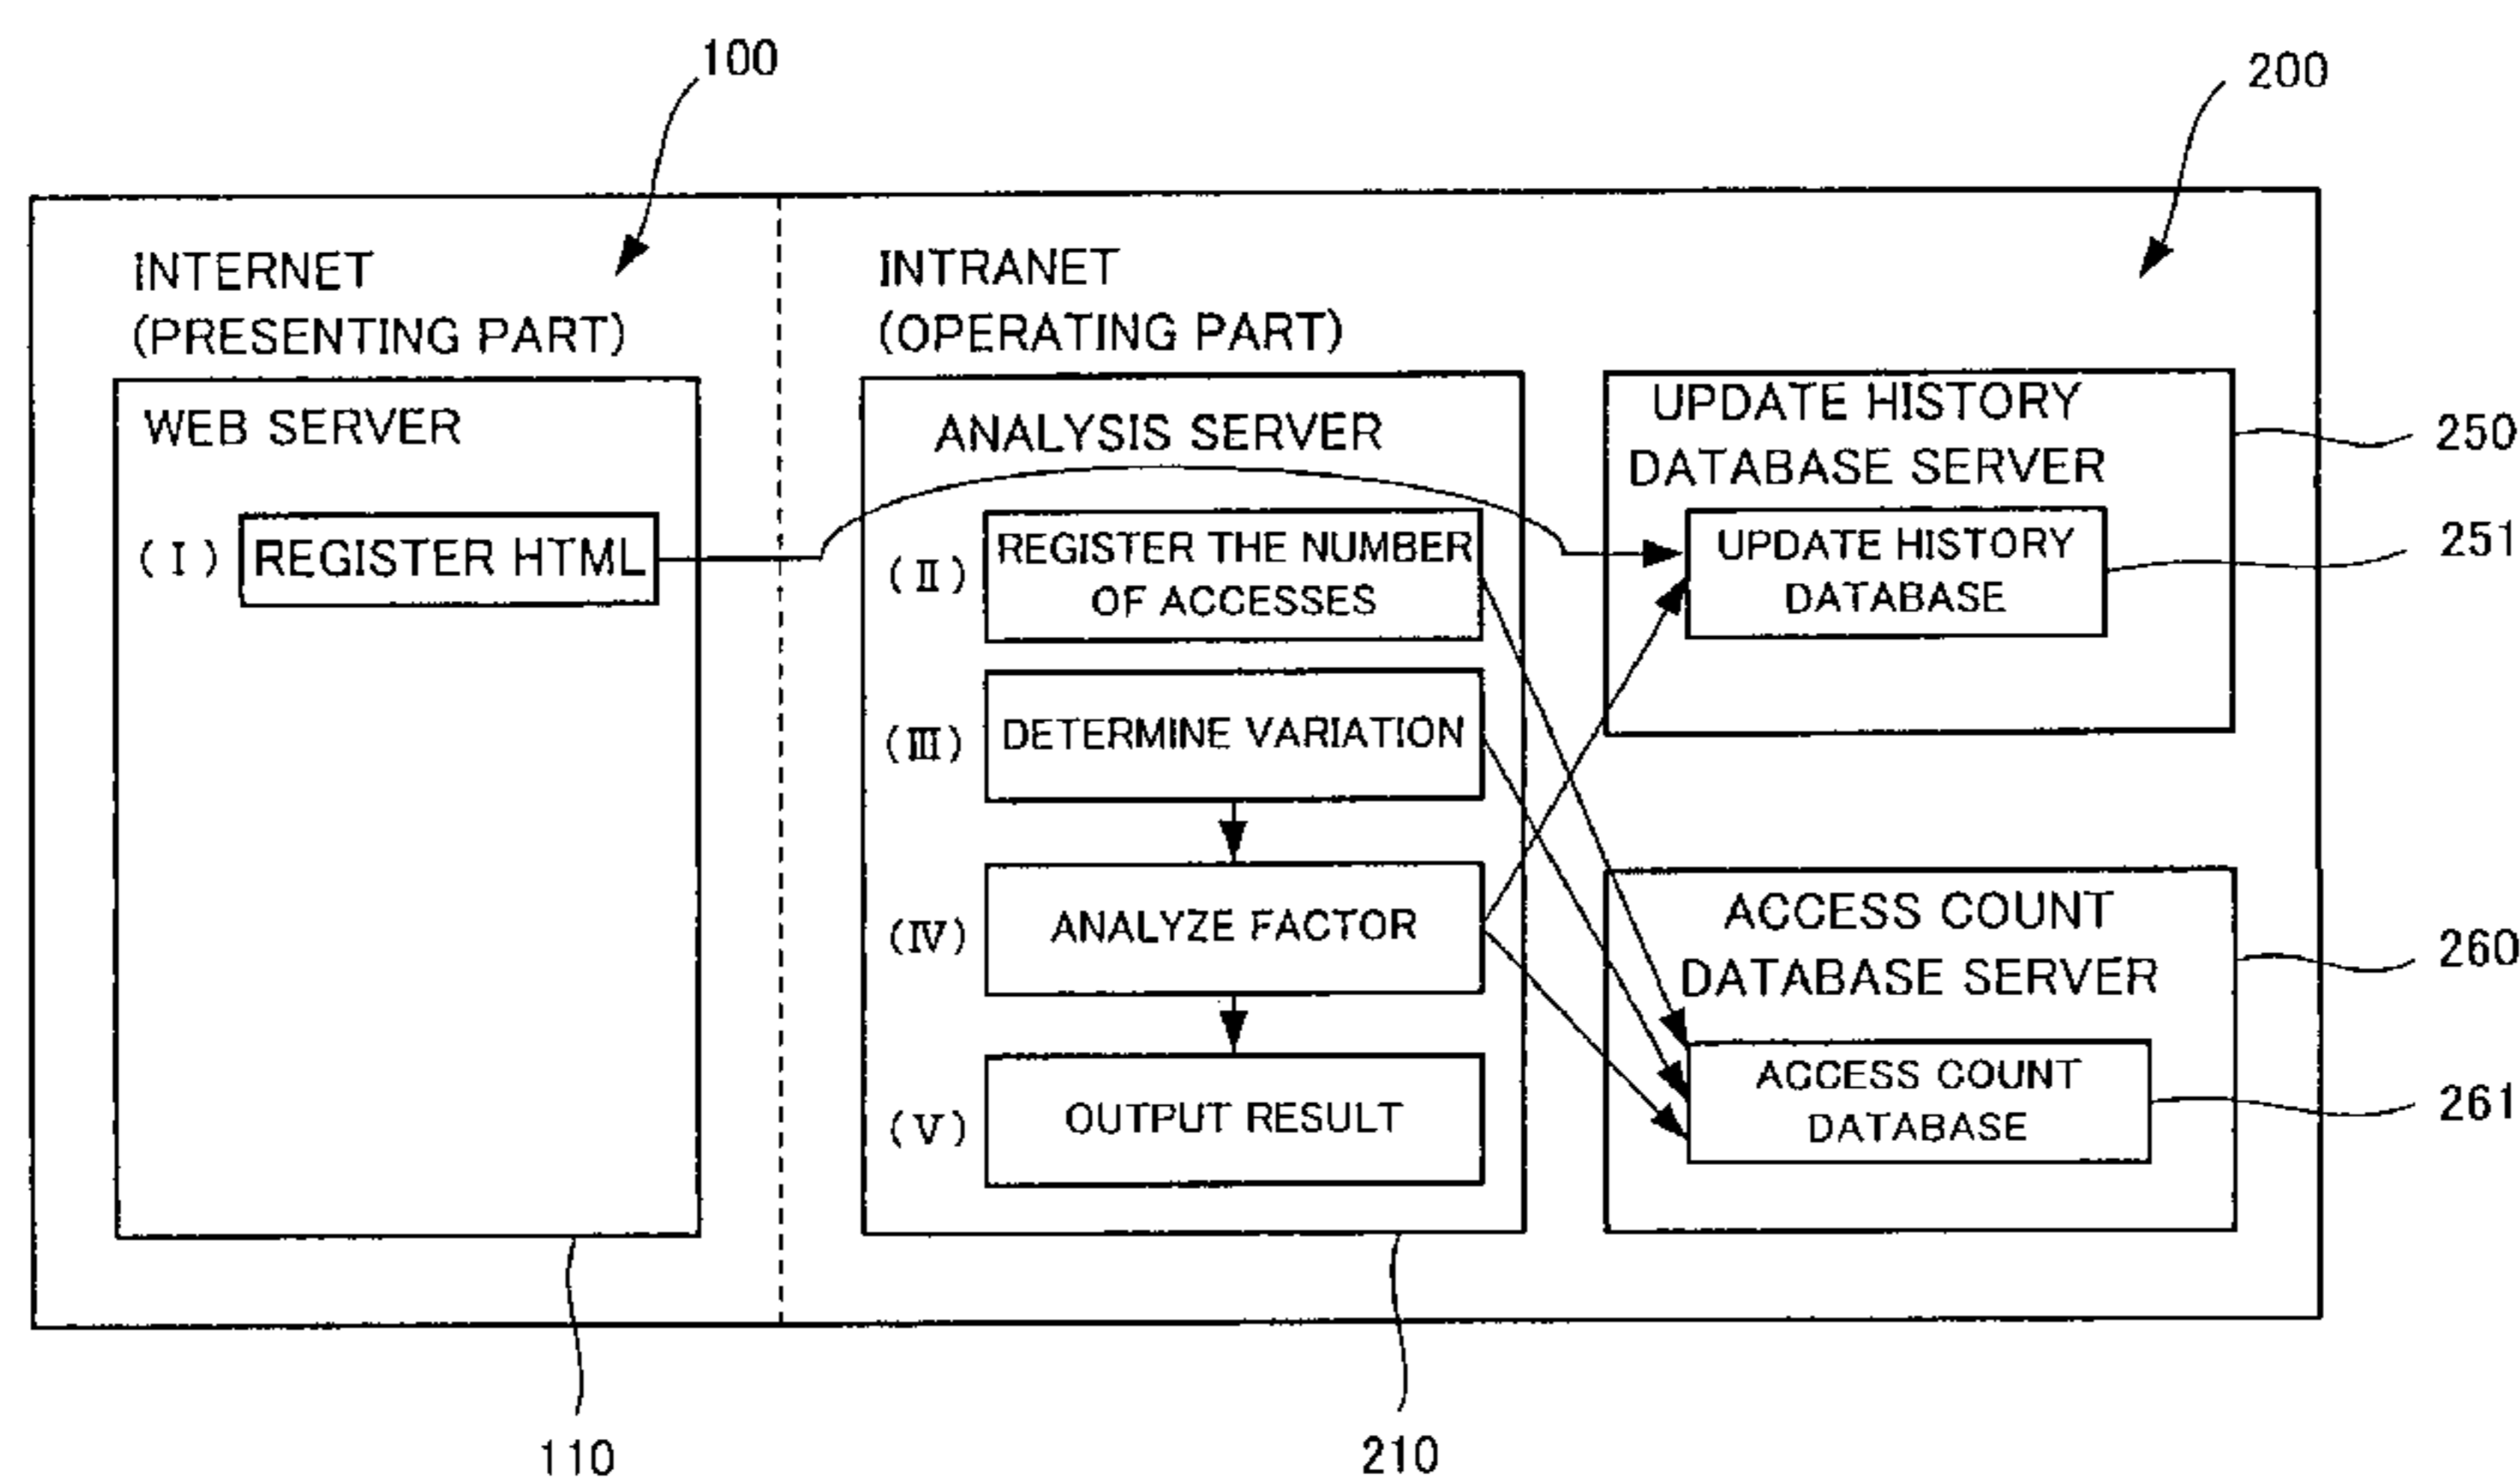 100
200
INTERNET
(PRESENTING PART)
INTRANET
(OPERATING PART)
WEB SERVER
(I) REGISTER HTML
ANALYSIS SERVER
(II) REGISTER THE NUMBER
OF ACCESSES
(III) DETERMINE VARIATION
(IV) ANALYZE FACTOR
(V) OUTPUT RESULT
UPDATE HISTORY
DATABASE SERVER
250
UPDATE HISTORY
DATABASE
251
ACCESS COUNT
DATABASE SERVER
260
ACCESS COUNT
DATABASE
261
110
210